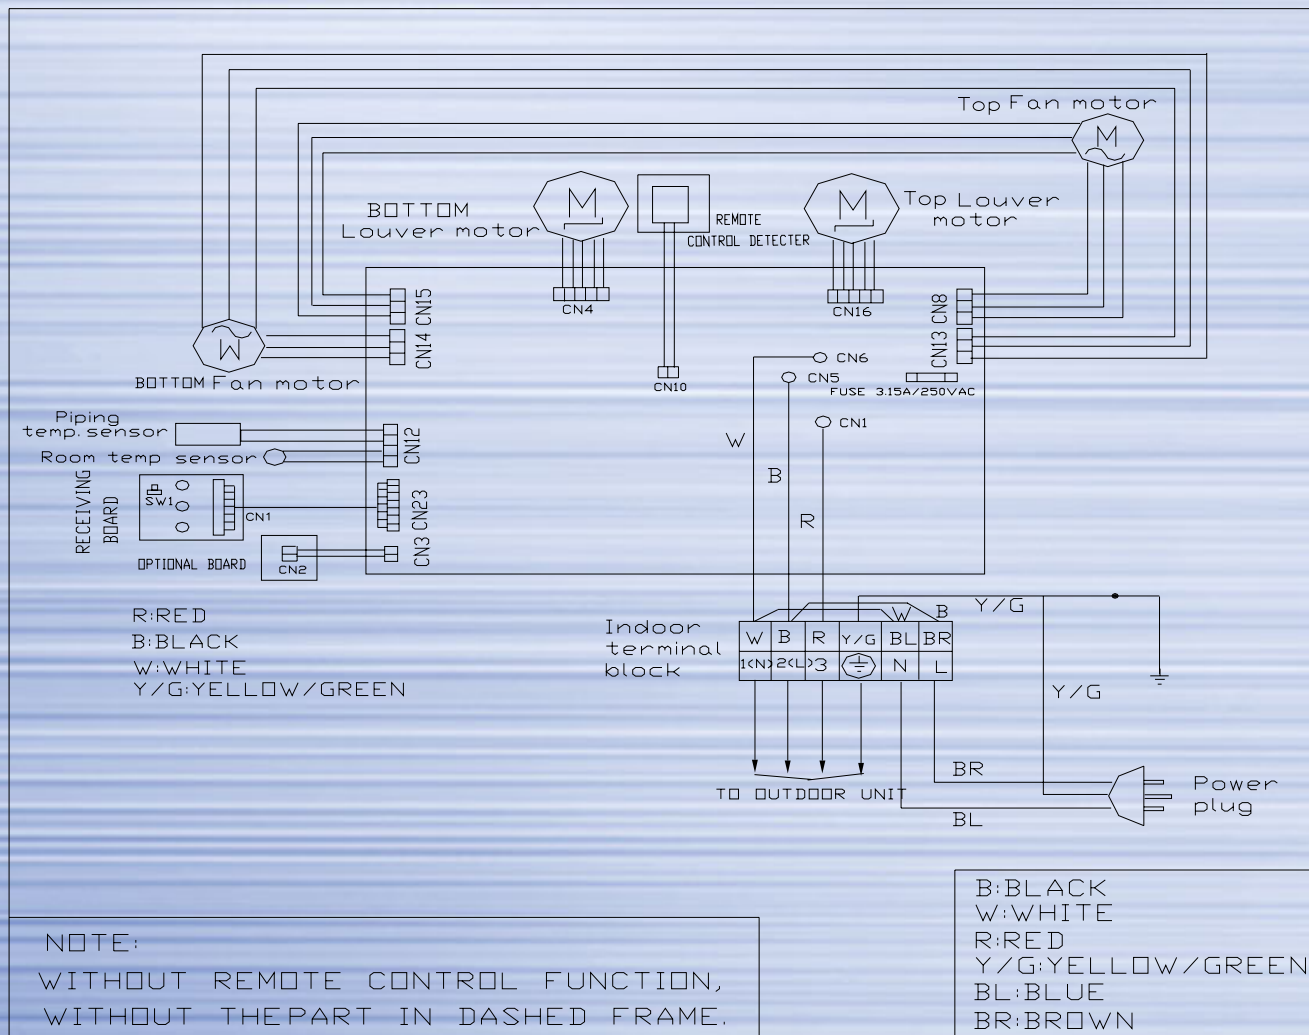 Top Fan motor
M
BOTTOM
Louver motor
M
REMOTE
CONTROL DETECTER
M
Top Louver
motor
CN15
CN14
CN4
CN16
CN8
CN13
M
BOTTOM Fan motor
CN10
CN6
CN5
FUSE 3.15A/250VAC
CN1
Piping
temp. sensor
Room temp sensor
CN12
W
B
R
RECEIVING
BOARD
SW1
CN1
CN23
OPTIONAL BOARD
CN2
CN3
R:RED
B:BLACK
W:WHITE
Y/G:YELLOW/GREEN
Indoor
terminal
block
W B Y/G
W B R Y/G BL BR
1(N) 2(L) 3 N L
Y/G
TO OUTDOOR UNIT
BR
BL
Power
plug
NOTE:
WITHOUT REMOTE CONTROL FUNCTION,
WITHOUT THEPART IN DASHED FRAME.
B:BLACK
W:WHITE
R:RED
Y/G:YELLOW/GREEN
BL:BLUE
BR:BROWN